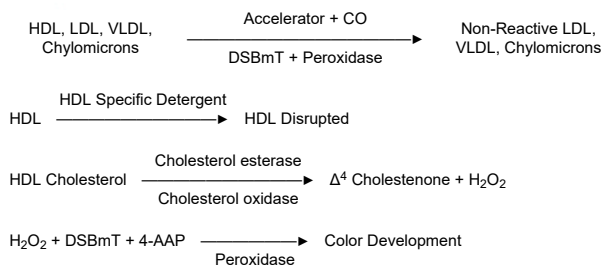 Accelerator + CO
HDL, LDL, VLDL,
Chylomicrons
Non-Reactive LDL,
VLDL, Chylomicrons
DSBmT + Peroxidase
HDL Specific Detergent
HDL
HDL Disrupted
Cholesterol esterase
HDL Cholesterol
Δ⁴ Cholestenone + H₂O₂
Cholesterol oxidase
H₂O₂ + DSBmT + 4-AAP
Color Development
Peroxidase